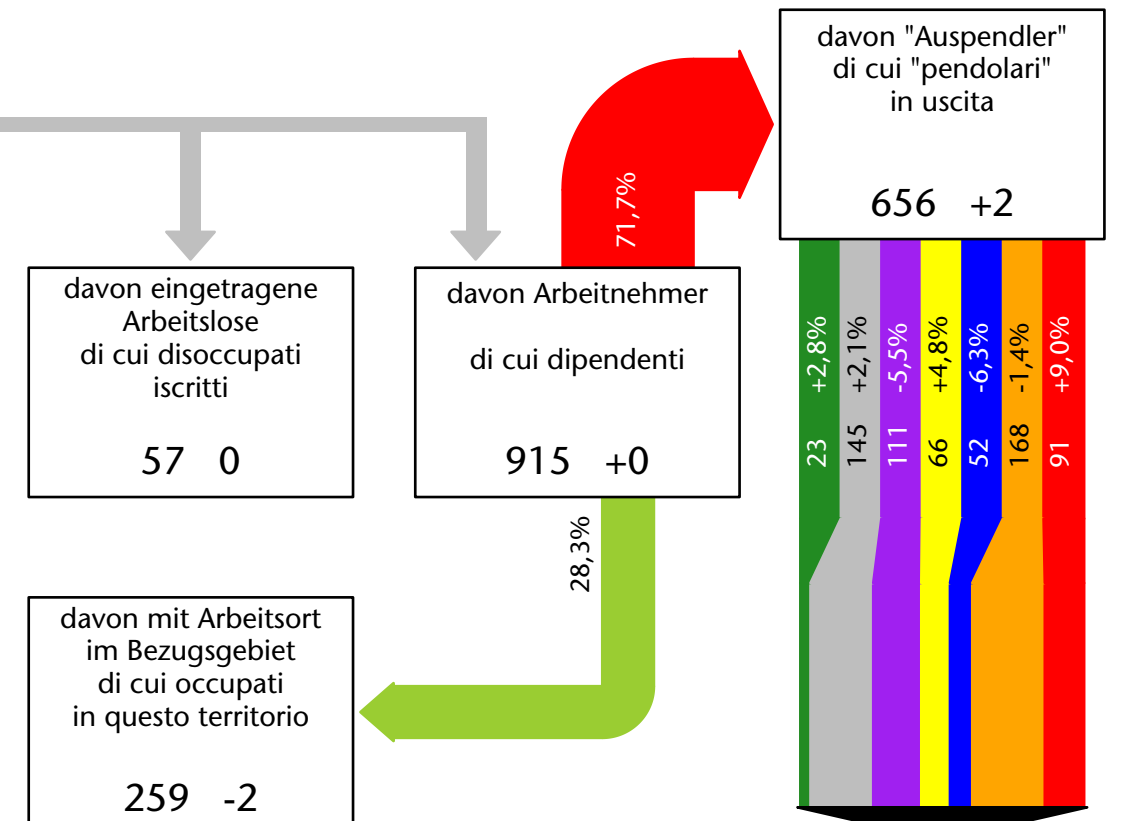 davon "Auspendler"
di cui "pendolari"
in uscita
656 +2
71,7%
davon eingetragene
Arbeitslose
di cui disoccupati
iscritti
57 0
davon Arbeitnehmer
di cui dipendenti
915 +0
23 +2,8%
145 +2,1%
111 -5,5%
66 +4,8%
52 -6,3%
168 -1,4%
91 +9,0%
28,3%
davon mit Arbeitsort
im Bezugsgebiet
di cui occupati
in questo territorio
259 -2